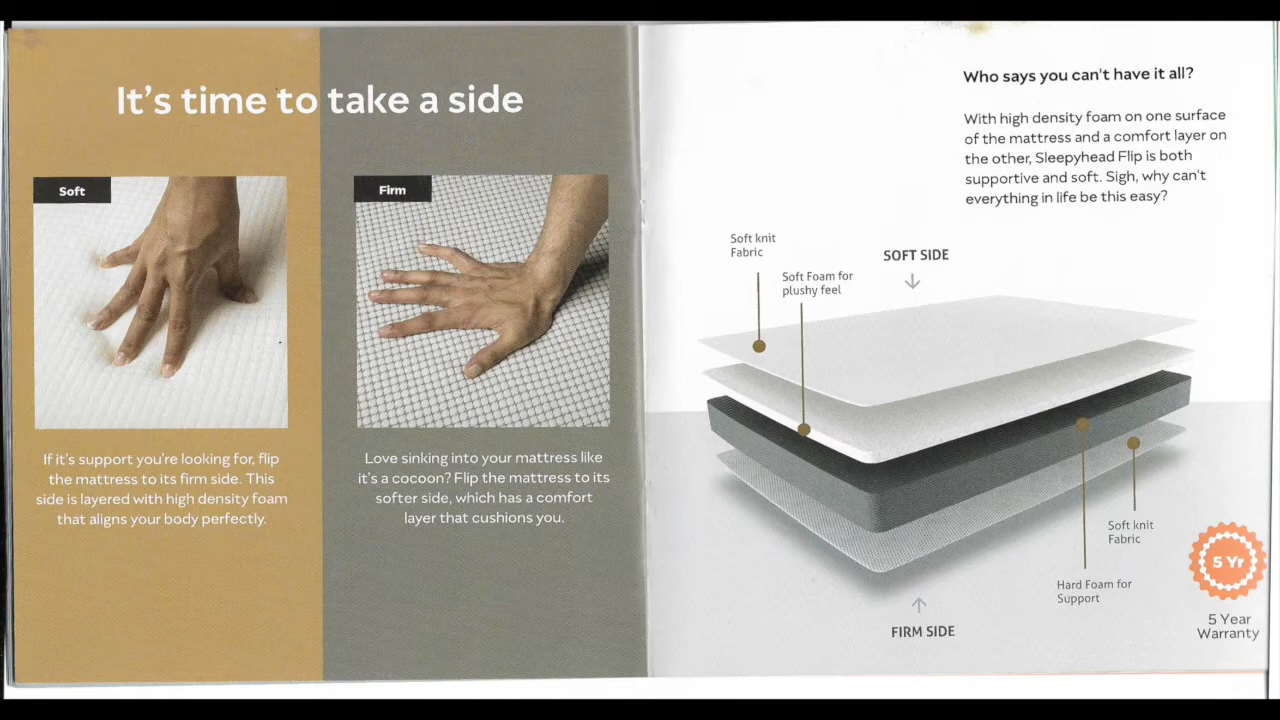 It's time to take a side
Soft
If it's support you're looking for, flip
the mattress to its firm side. This
side is layered with high density foam
that aligns your body perfectly.
Firm
Love sinking into your mattress like
it's a cocoon? Flip the mattress to its
softer side, which has a comfort
layer that cushions you.
Who says you can't have it all?
With high density foam on one surface
of the mattress and a comfort layer on
the other, Sleepyhead Flip is both
supportive and soft. Sigh, why can't
everything in life be this easy?
Soft knit
Fabric
Soft Foam for
plushy feel
SOFT SIDE
Soft knit
Fabric
Hard Foam for
Support
FIRM SIDE
5 Yr
5 Year
Warranty